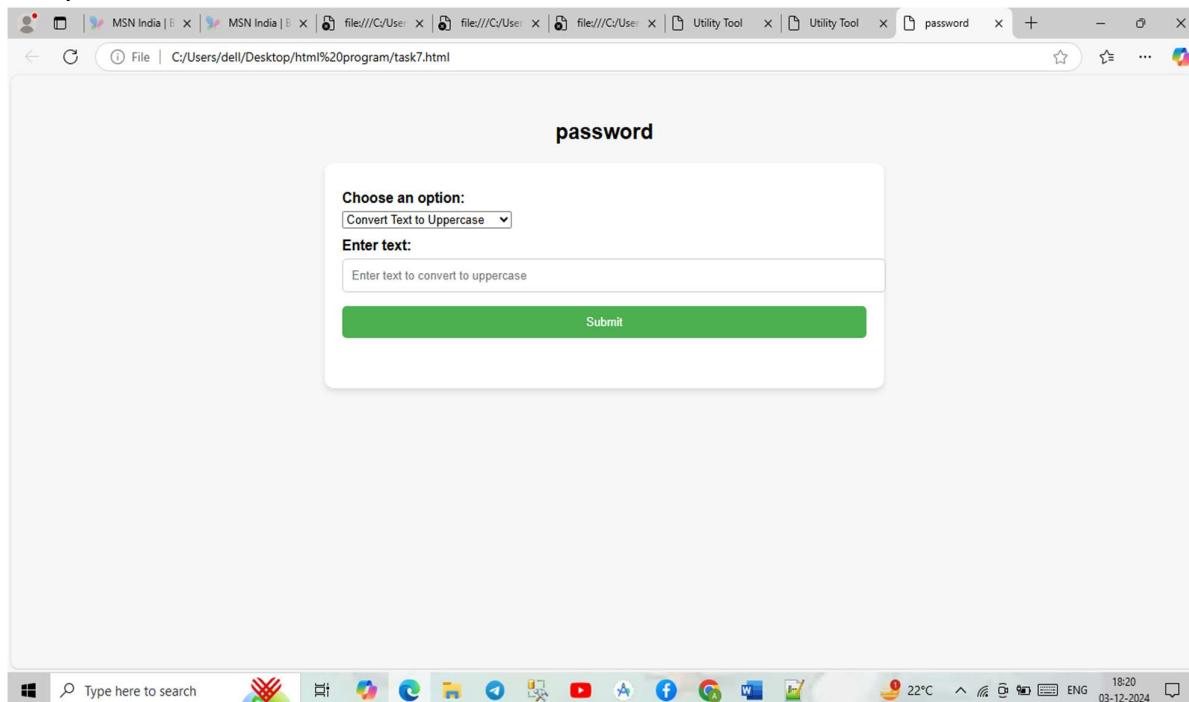 MSN India | E
MSN India | E
file:///C:/User
file:///C:/User
file:///C:/User
Utility Tool
Utility Tool
password
File | C:/Users/dell/Desktop/html%20program/task7.html
password
Choose an option:
Convert Text to Uppercase
Enter text:
Enter text to convert to uppercase
Submit
Type here to search
22°C
ENG
18:20
03-12-2024